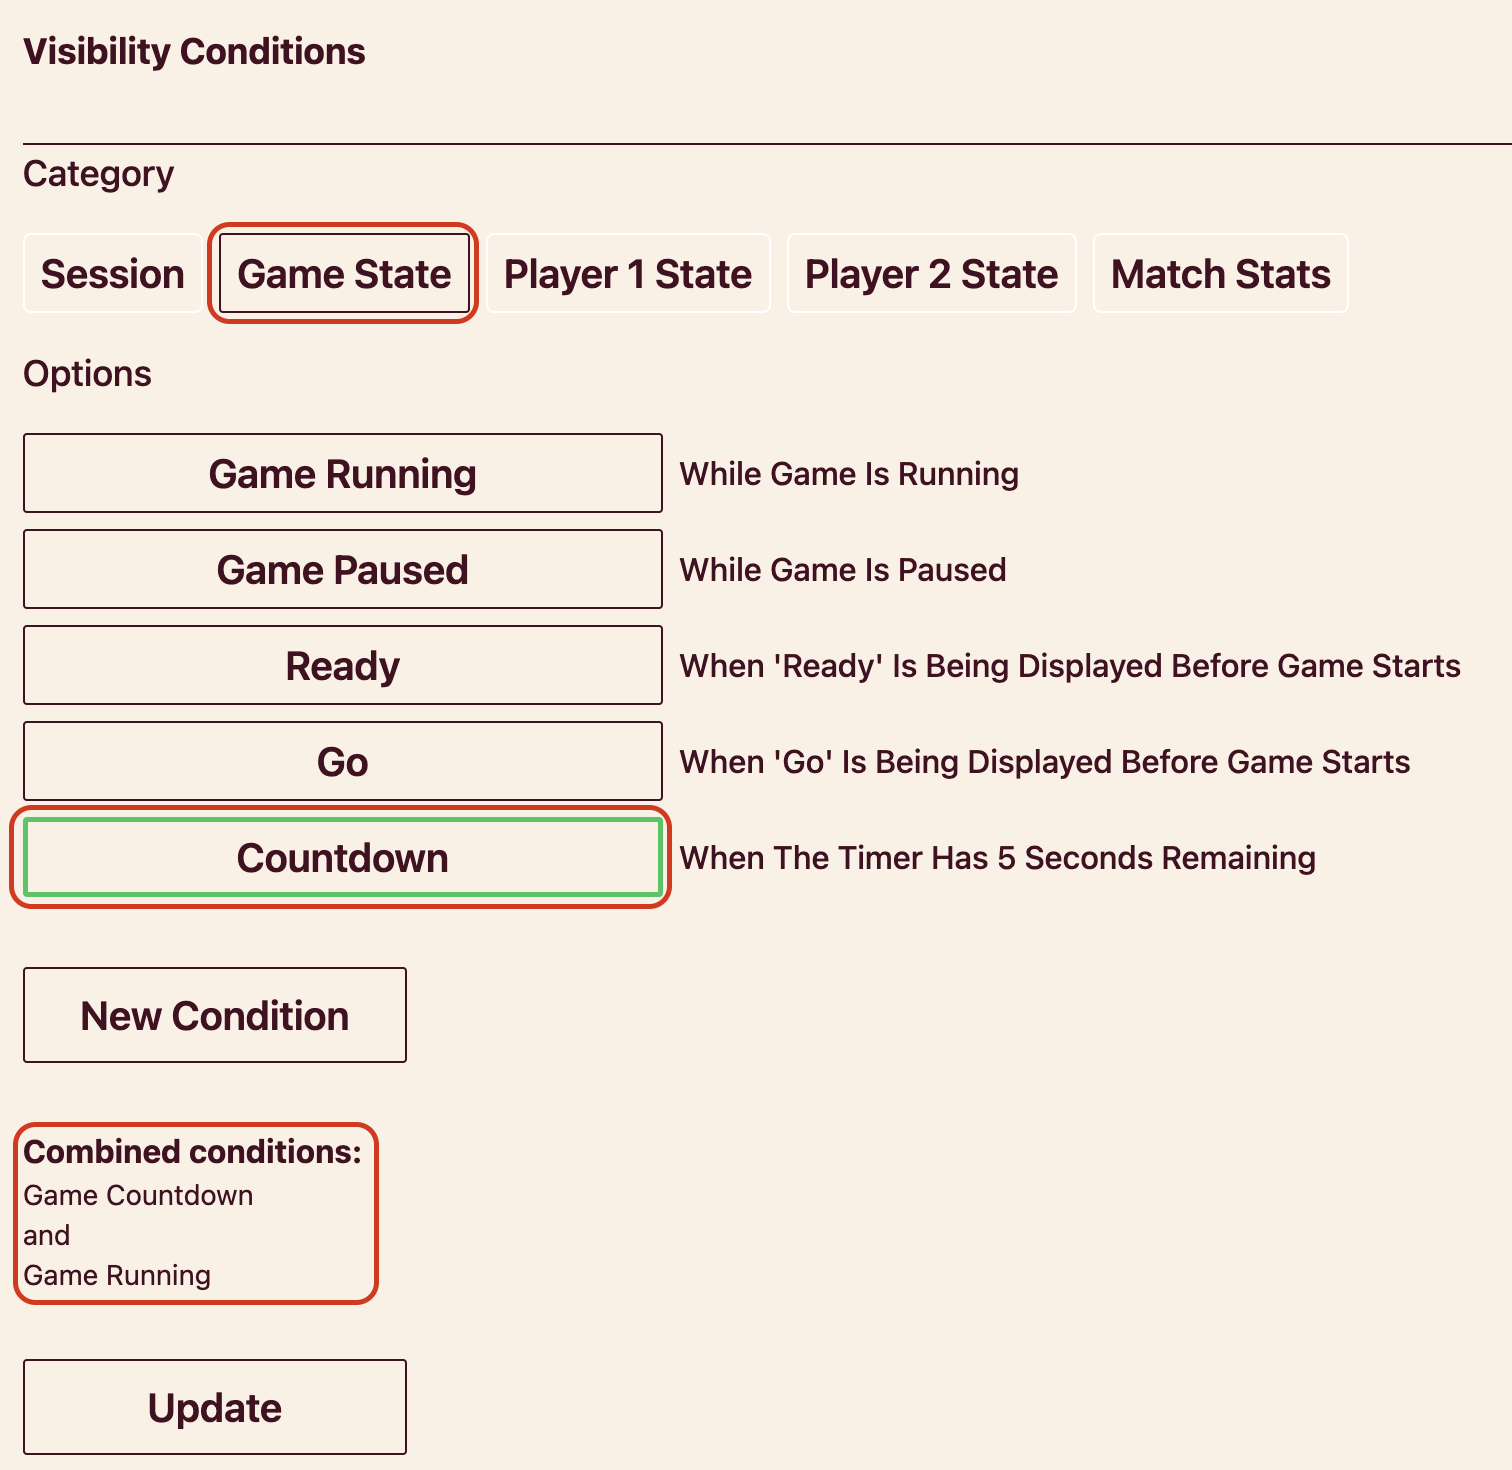 Visibility Conditions
Category
Session Game State Player 1 State Player 2 State Match Stats
Options
Game Running While Game Is Running
Game Paused While Game Is Paused
Ready When 'Ready' Is Being Displayed Before Game Starts
Go When 'Go' Is Being Displayed Before Game Starts
Countdown When The Timer Has 5 Seconds Remaining
New Condition
Combined conditions:
Game Countdown
and
Game Running
Update